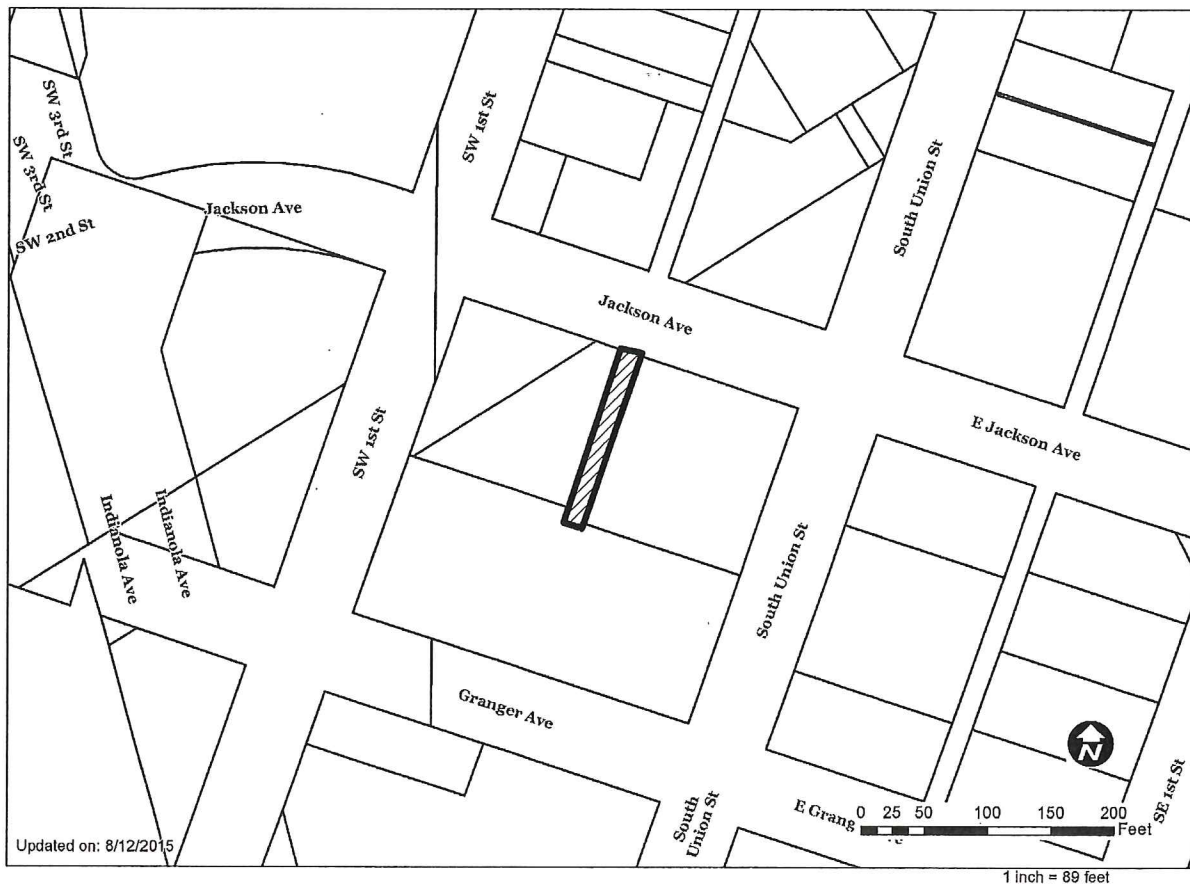 SW 3rd St
SW 3rd St
SW 2nd St
Jackson Ave
SW 1st St
South Union St
Jackson Ave
E Jackson Ave
SW 1st St
Indianola Ave
Indianola Ave
South Union St
Granger Ave
South Union St
E Grang
SE 1st St
N
0 25 50 100 150 200
Feet
Updated on: 8/12/2015
1 inch = 89 feet